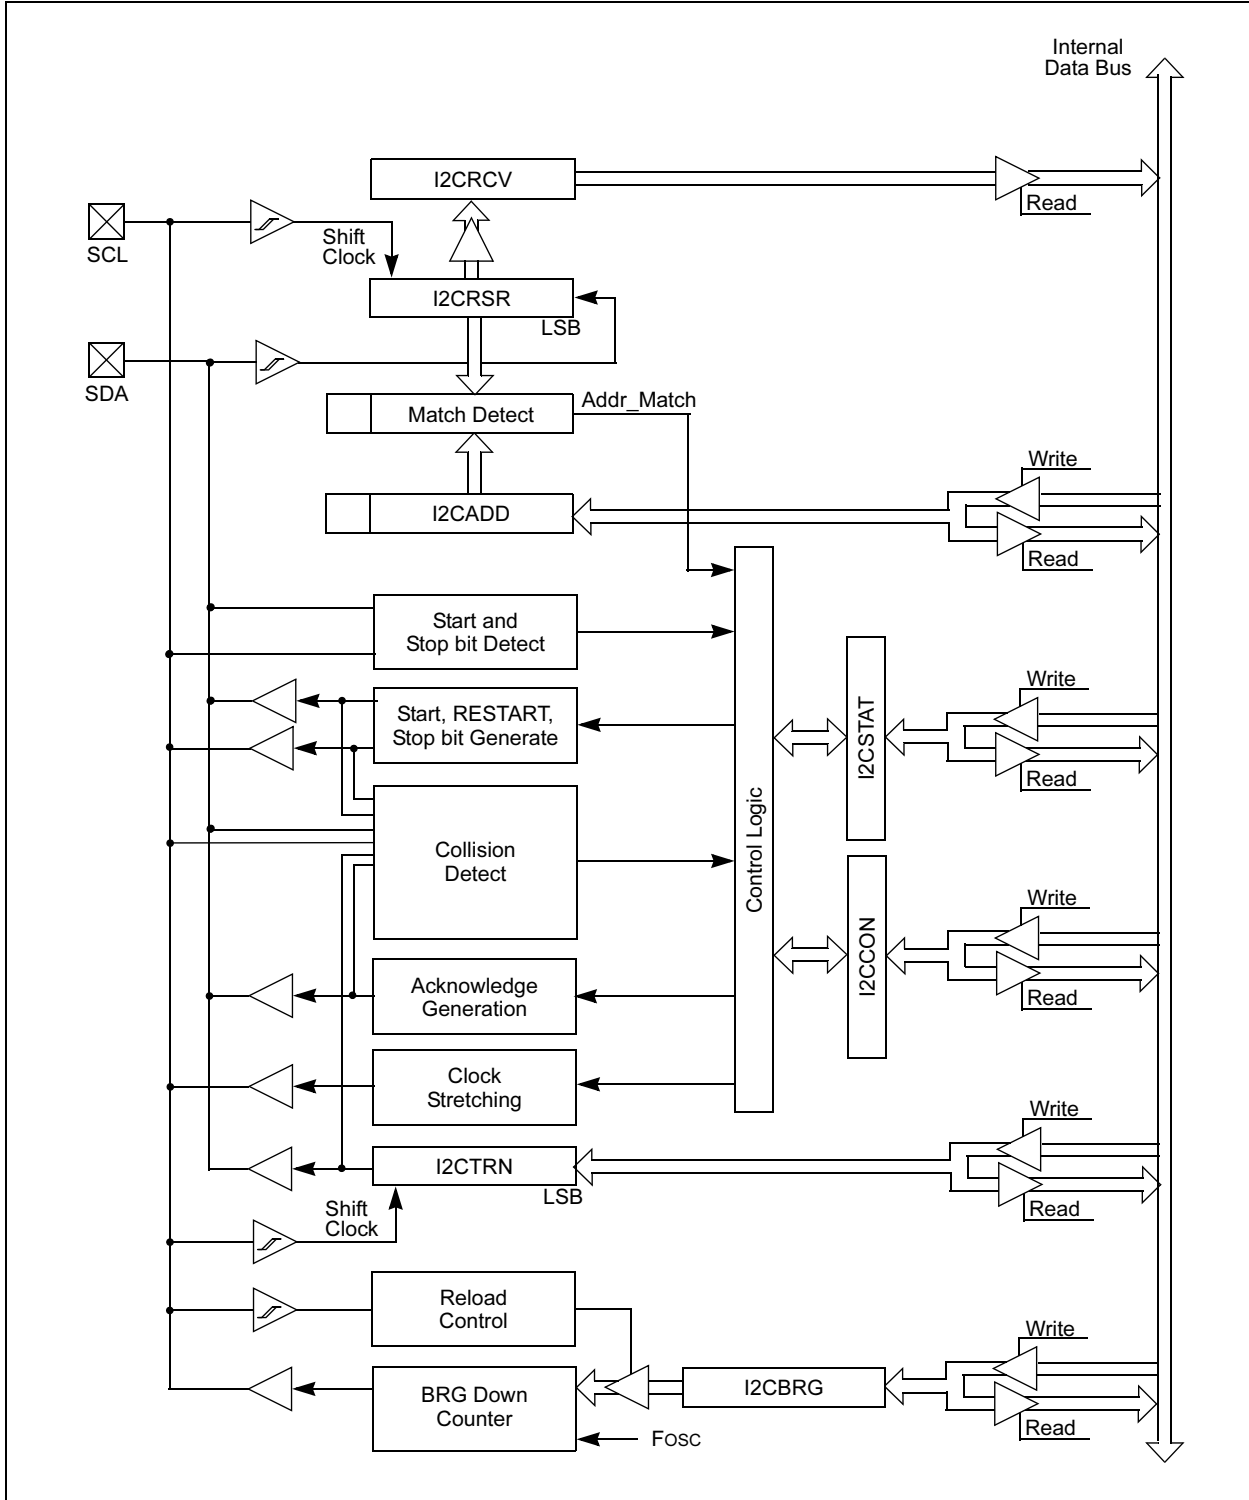 Internal
Data Bus
I2CRCV
Read
SCL
Shift
Clock
I2CRSR
LSB
SDA
Match Detect
Addr_Match
Write
I2CADD
Read
Start and
Stop bit Detect
Write
Start, RESTART,
Stop bit Generate
I2CSTAT
Read
Control Logic
Collision
Detect
Write
I2CCON
Read
Acknowledge
Generation
Clock
Stretching
Write
I2CTRN
LSB
Read
Shift
Clock
Reload
Control
Write
I2CBRG
BRG Down
Counter
Read
FOSC